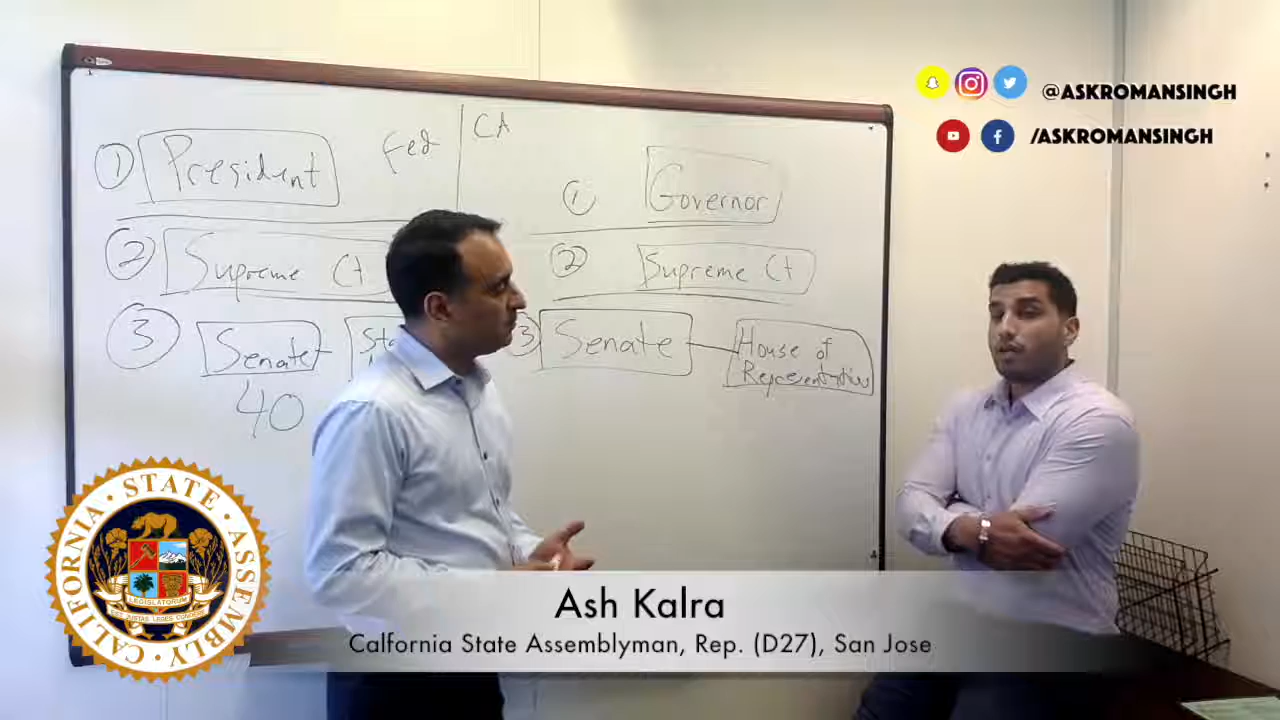 @ASKROMANSINGH
/ASKROMANSINGH
Fed
CA
① President
① Governor
② Supreme Ct
② Supreme Ct
③ Senate
40
3 Senate
House of
Representatives
CALIFORNIA STATE ASSEMBLY
LEGISLATORUM
Ash Kalra
Calfornia State Assemblyman, Rep. (D27), San Jose